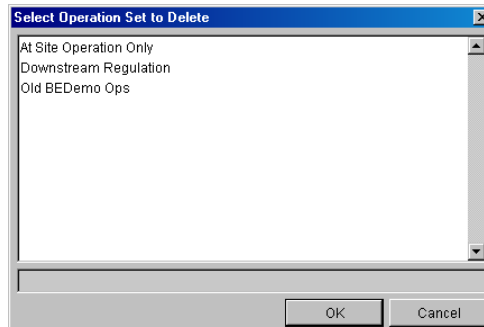 Select Operation Set to Delete
At Site Operation Only
Downstream Regulation
Old BEDemo Ops
OK
Cancel